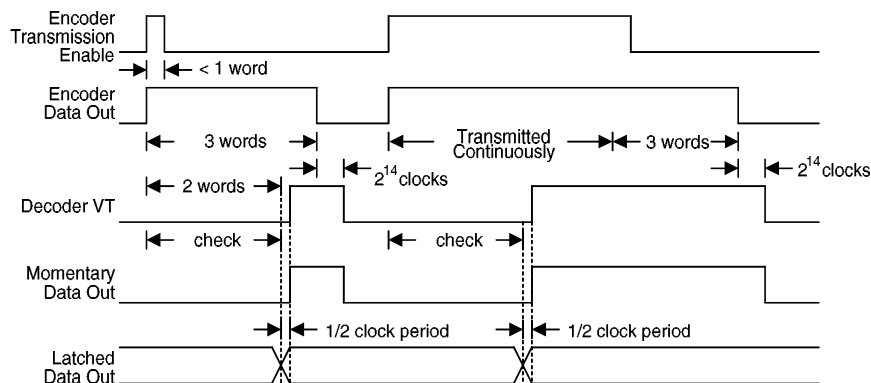 Encoder
Transmission
Enable
< 1 word
Encoder
Data Out
3 words
Transmitted
Continuously
3 words
2^14 clocks
2^14 clocks
2 words
Decoder VT
check
check
Momentary
Data Out
1/2 clock period
1/2 clock period
Latched
Data Out